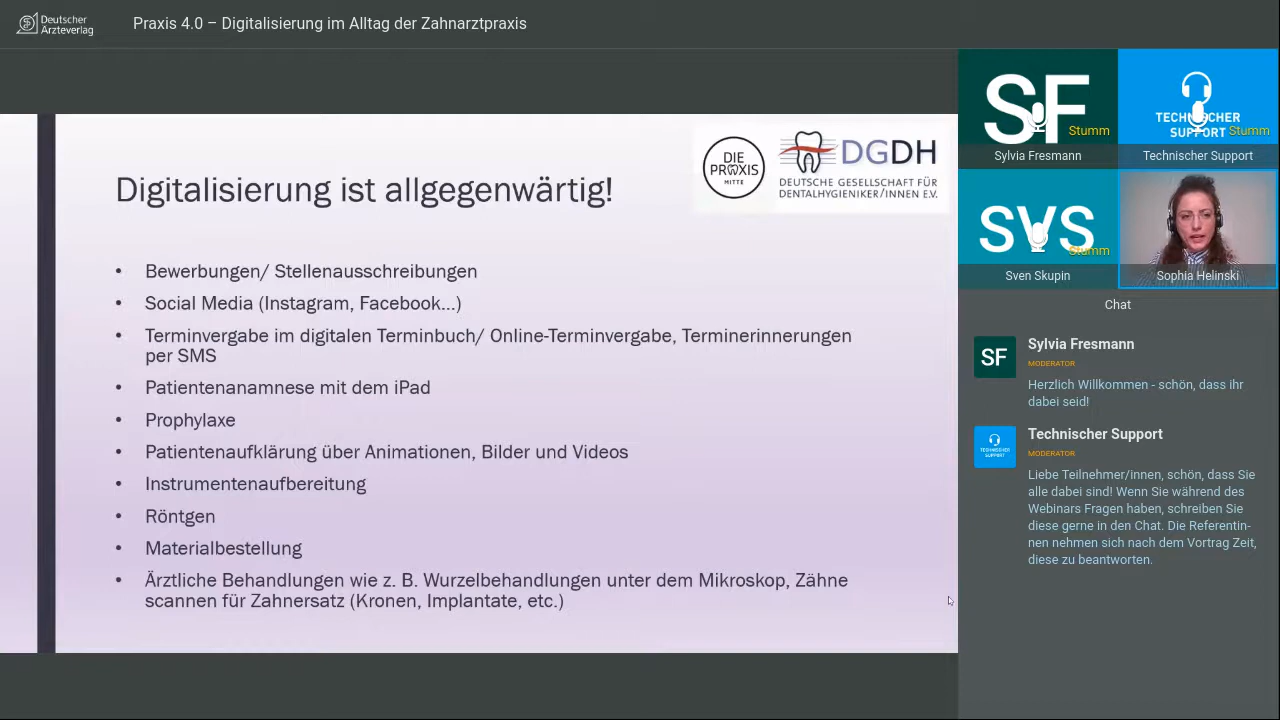 Deutscher
Ärzteverlag
Praxis 4.0 – Digitalisierung im Alltag der Zahnarztpraxis
Digitalisierung ist allgegenwärtig!
DIE
PRAXIS
MITTE
DGDH
DEUTSCHE GESELLSCHAFT FÜR
DENTALHYGIENIKER/INNEN E.V.
• Bewerbungen/ Stellenausschreibungen
• Social Media (Instagram, Facebook...)
• Terminvergabe im digitalen Terminbuch/ Online-Terminvergabe, Terminerinnerungen
per SMS
• Patientenanamnese mit dem iPad
• Prophylaxe
• Patientenaufklärung über Animationen, Bilder und Videos
• Instrumentenaufbereitung
• Röntgen
• Materialbestellung
• Ärztliche Behandlungen wie z. B. Wurzelbehandlungen unter dem Mikroskop, Zähne
scannen für Zahnersatz (Kronen, Implantate, etc.)
SF
Stumm
Sylvia Fresmann
TECHNISCHER
SUPPORT
Stumm
Technischer Support
SVS
Stumm
Sven Skupin
Sophia Helinski
Chat
SF
Sylvia Fresmann
MODERATOR
Herzlich Willkommen - schön, dass ihr
dabei seid!
TECHNISCHER
SUPPORT
Technischer Support
MODERATOR
Liebe Teilnehmer/innen, schön, dass Sie
alle dabei sind! Wenn Sie während des
Webinars Fragen haben, schreiben Sie
diese gerne in den Chat. Die Referentin-
nen nehmen sich nach dem Vortrag Zeit,
diese zu beantworten.